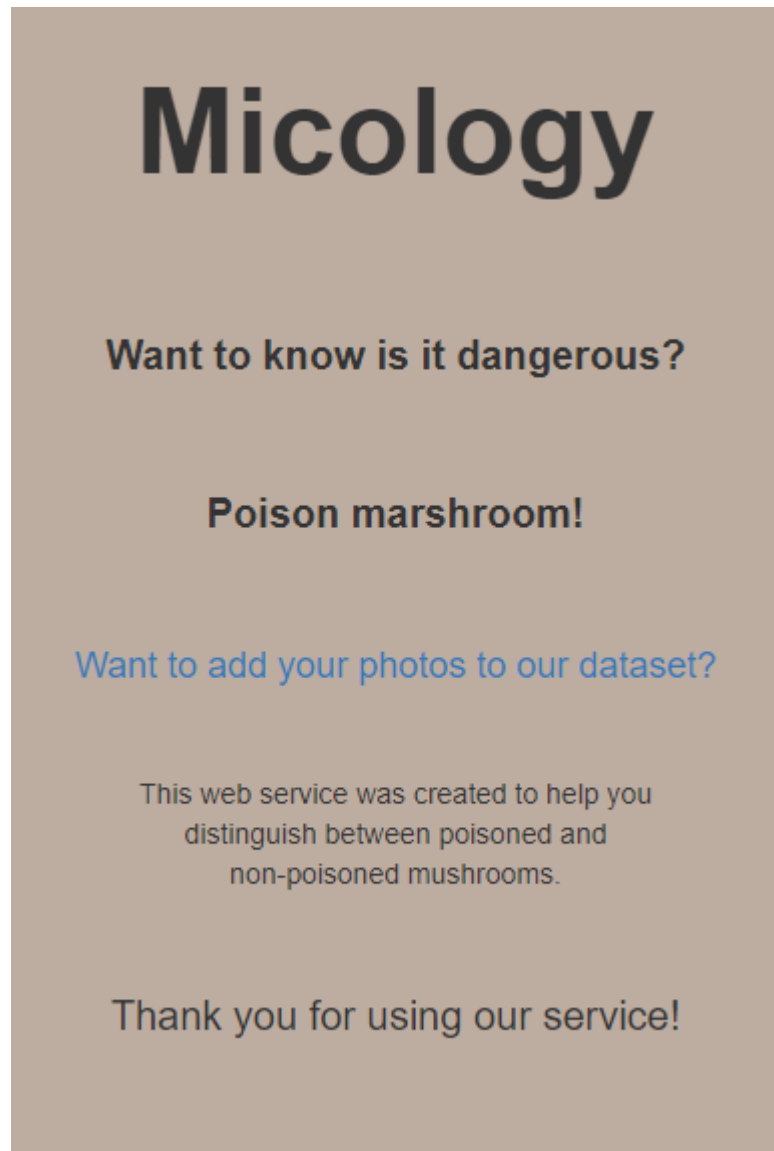 Micology
Want to know is it dangerous?
Poison marshroom!
Want to add your photos to our dataset?
This web service was created to help you
distinguish between poisoned and
non-poisoned mushrooms.
Thank you for using our service!